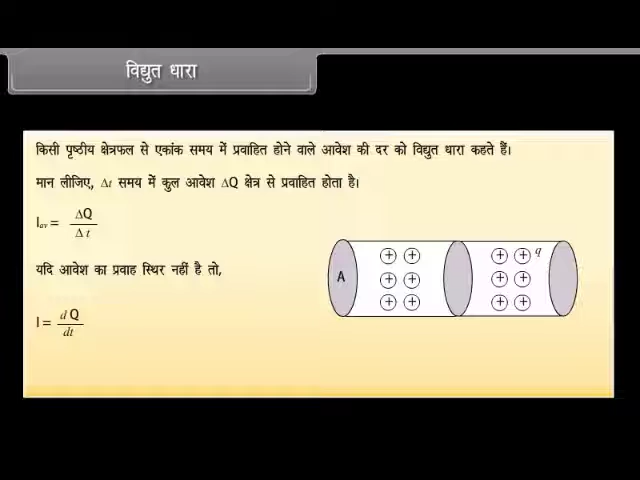 विद्युत धारा
किसी पृष्ठीय क्षेत्रफल से एकांक समय में प्रवाहित होने वाले आवेश की दर को विद्युत धारा कहते हैं।
मान लीजिए, Δt समय में कुल आवेश ΔQ क्षेत्र से प्रवाहित होता है।
I_av = ΔQ / Δt
यदि आवेश का प्रवाह स्थिर नहीं है तो,
I = dQ / dt
A
+ + + + q
+ + + +
+ + + +